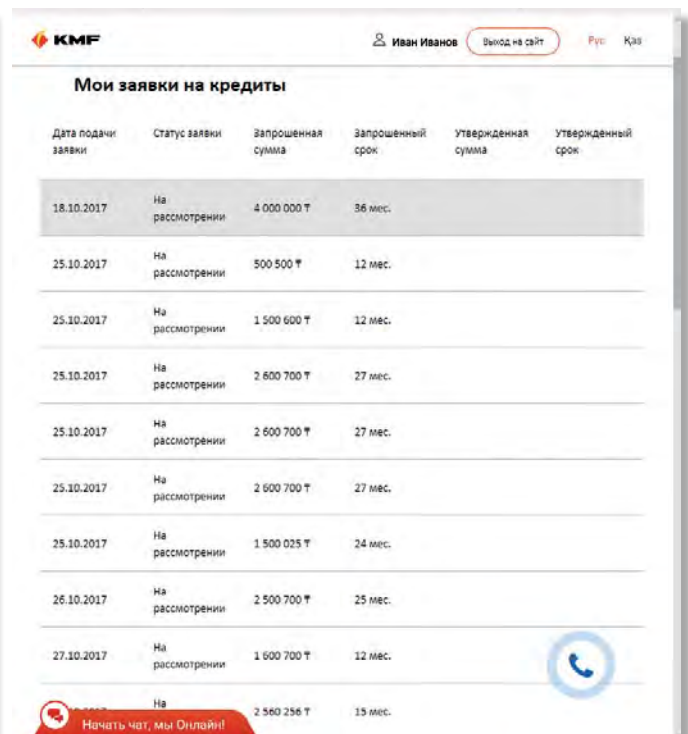 KMF
Иван Иванов
Выход на сайт
Рус Қаз
Мои заявки на кредиты
Дата подачи заявки
Статус заявки
Запрошенная сумма
Запрошенный срок
Утвержденная сумма
Утвержденный срок
18.10.2017 На рассмотрении 4 000 000 ₸ 36 мес.
25.10.2017 На рассмотрении 500 500 ₸ 12 мес.
25.10.2017 На рассмотрении 1 500 600 ₸ 12 мес.
25.10.2017 На рассмотрении 2 600 700 ₸ 27 мес.
25.10.2017 На рассмотрении 2 600 700 ₸ 27 мес.
25.10.2017 На рассмотрении 2 600 700 ₸ 27 мес.
25.10.2017 На рассмотрении 1 500 025 ₸ 24 мес.
26.10.2017 На рассмотрении 2 500 700 ₸ 25 мес.
27.10.2017 На рассмотрении 1 600 700 ₸ 12 мес.
На 2 560 256 ₸ 15 мес.
Начать чат, мы Онлайн!